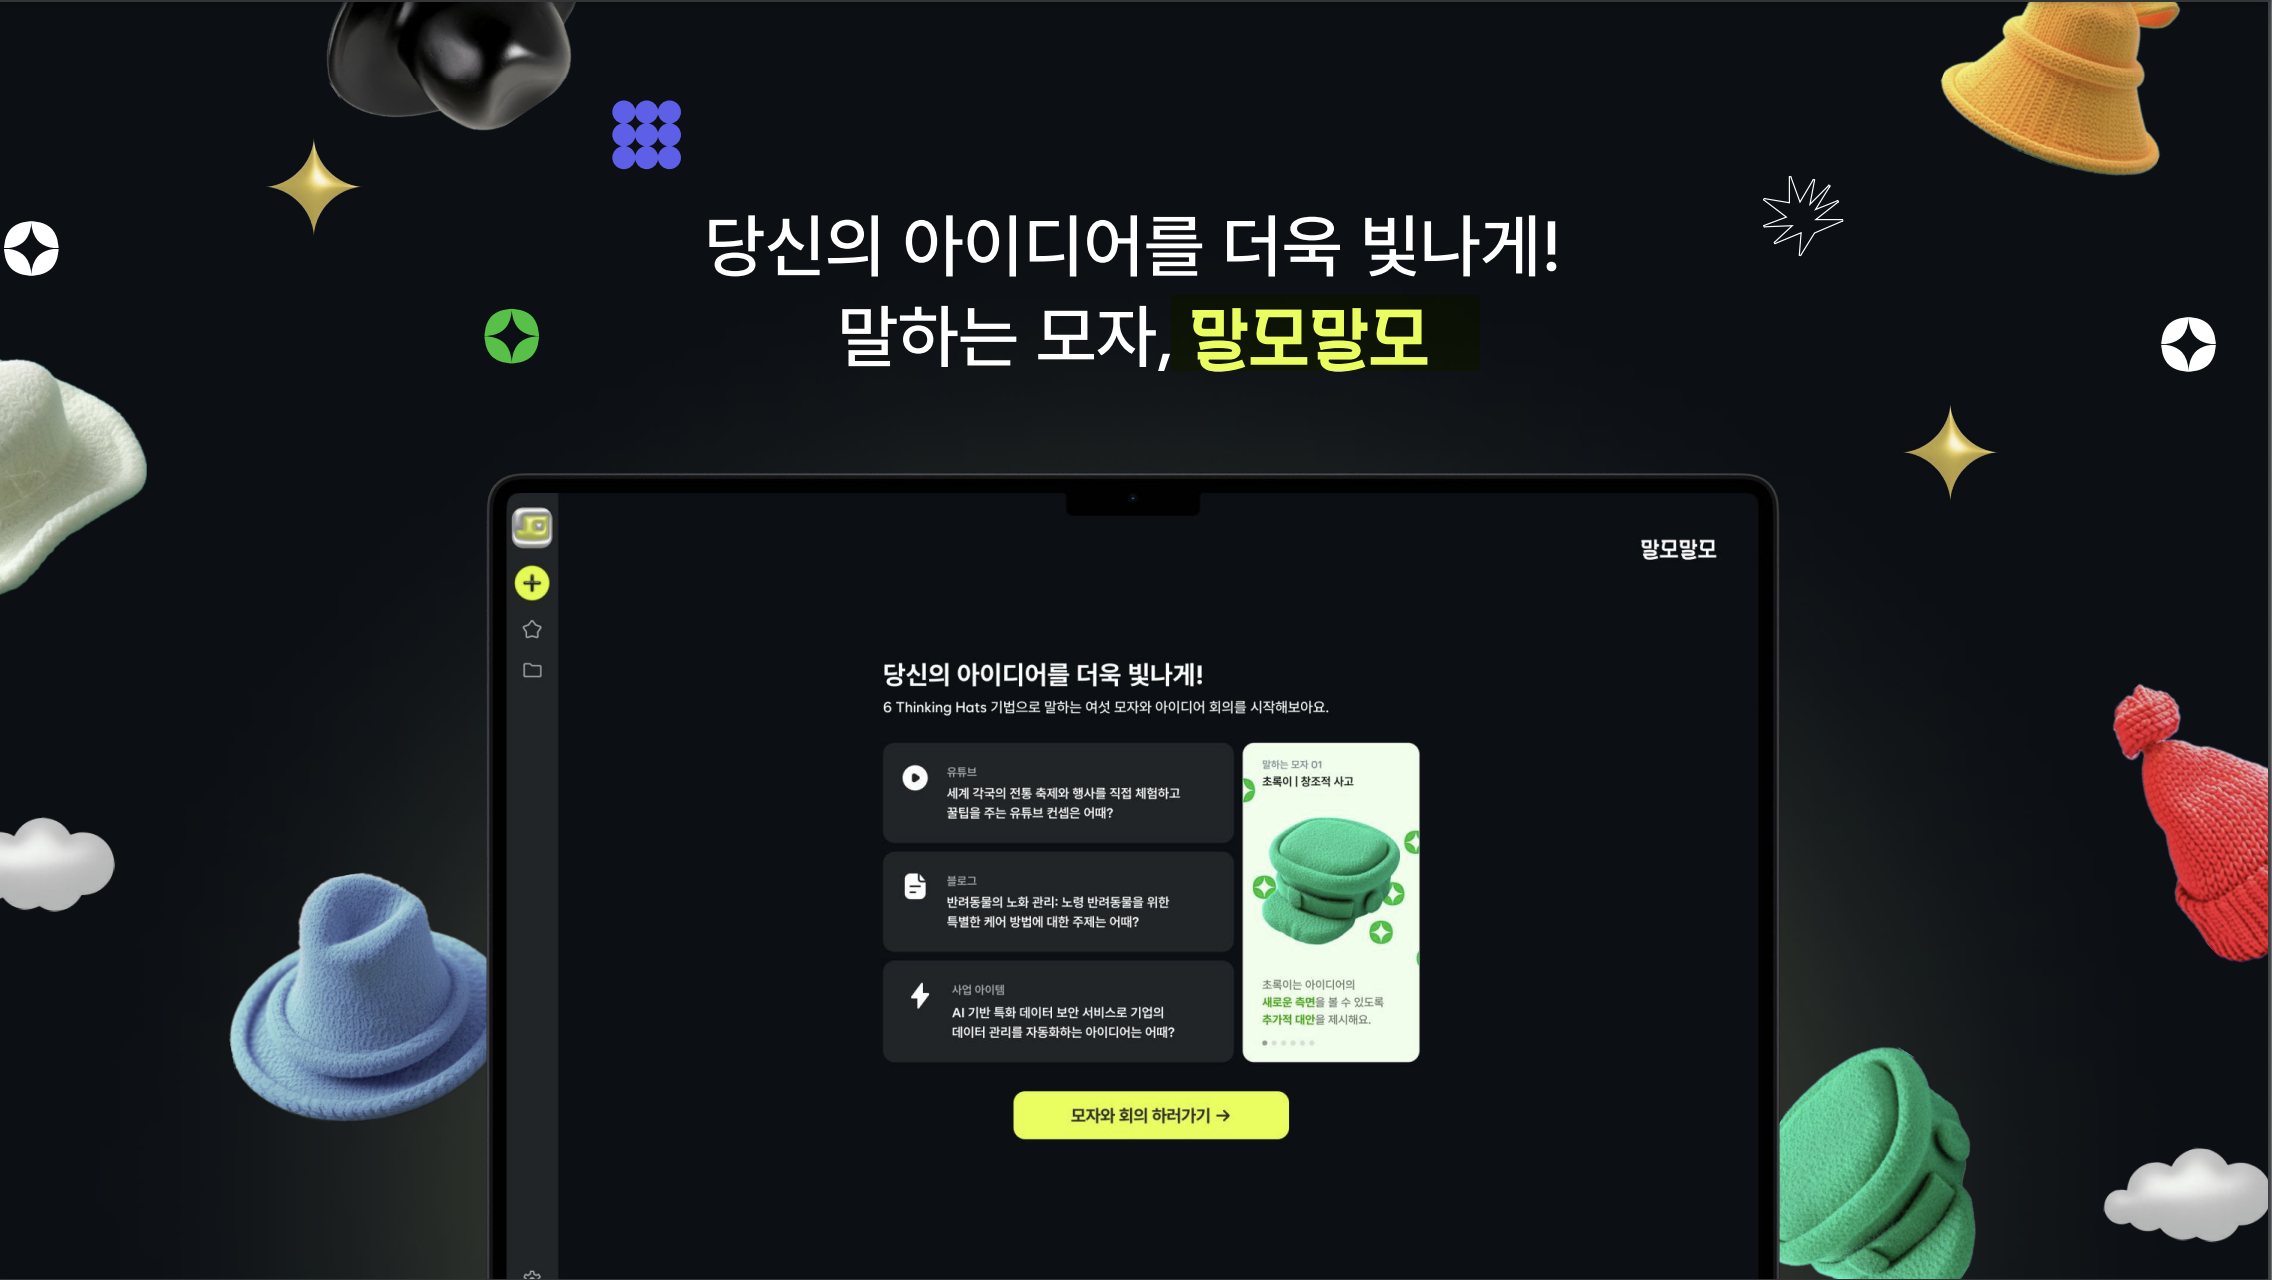 당신의 아이디어를 더욱 빛나게!
말하는 모자, 말모말모
말모말모
당신의 아이디어를 더욱 빛나게!
6 Thinking Hats 기법으로 말하는 여섯 모자와 아이디어 회의를 시작해보아요.
유튜브
세계 각국의 전통 축제와 행사를 직접 체험하고
꿀팁을 주는 유튜브 컨셉은 어때?
블로그
반려동물의 노화 관리: 노령 반려동물을 위한
특별한 케어 방법에 대한 주제는 어때?
사업 아이템
AI 기반 특화 데이터 보안 서비스로 기업의
데이터 관리를 자동화하는 아이디어는 어때?
말하는 모자 01
초록이 | 창조적 사고
초록이는 아이디어의
새로운 측면을 볼 수 있도록
추가적 대안을 제시해요.
모자와 회의 하러가기 →